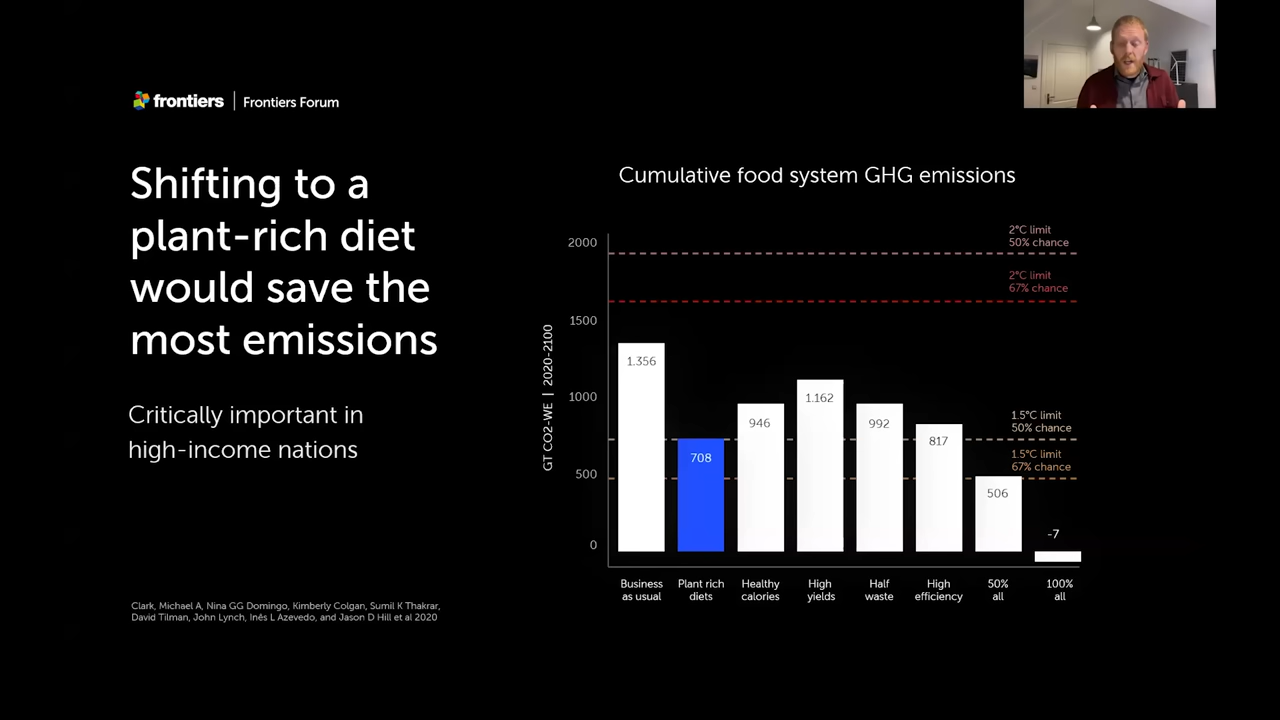 frontiers | Frontiers Forum
Shifting to a
plant-rich diet
would save the
most emissions
Critically important in
high-income nations
Clark, Michael A, Nina GG Domingo, Kimberly Colgan, Sumil K Thakrar,
David Tilman, John Lynch, Inês L Azevedo, and Jason D Hill et al 2020
Cumulative food system GHG emissions
GT CO2-WE | 2020-2100
2000
1500
1000
500
0
2°C limit
50% chance
2°C limit
67% chance
1.5°C limit
50% chance
1.5°C limit
67% chance
1.356
708
946
1.162
992
817
506
-7
Business
as usual
Plant rich
diets
Healthy
calories
High
yields
Half
waste
High
efficiency
50%
all
100%
all